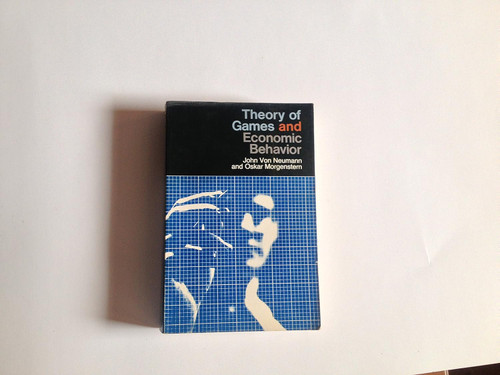 Theory of
Games and
Economic
Behavior
John Von Neumann
and Oskar Morgenstern